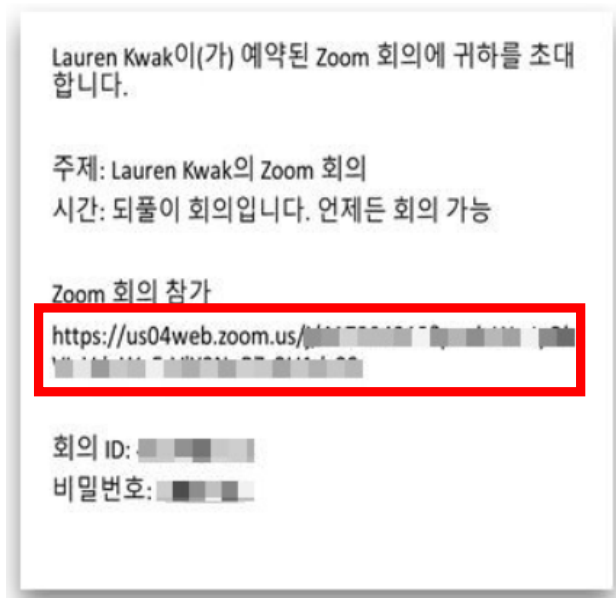 Lauren Kwak이(가) 예약된 Zoom 회의에 귀하를 초대
합니다.
주제: Lauren Kwak의 Zoom 회의
시간: 되풀이 회의입니다. 언제든 회의 가능
Zoom 회의 참가
https://us04web.zoom.us/
회의 ID:
비밀번호: